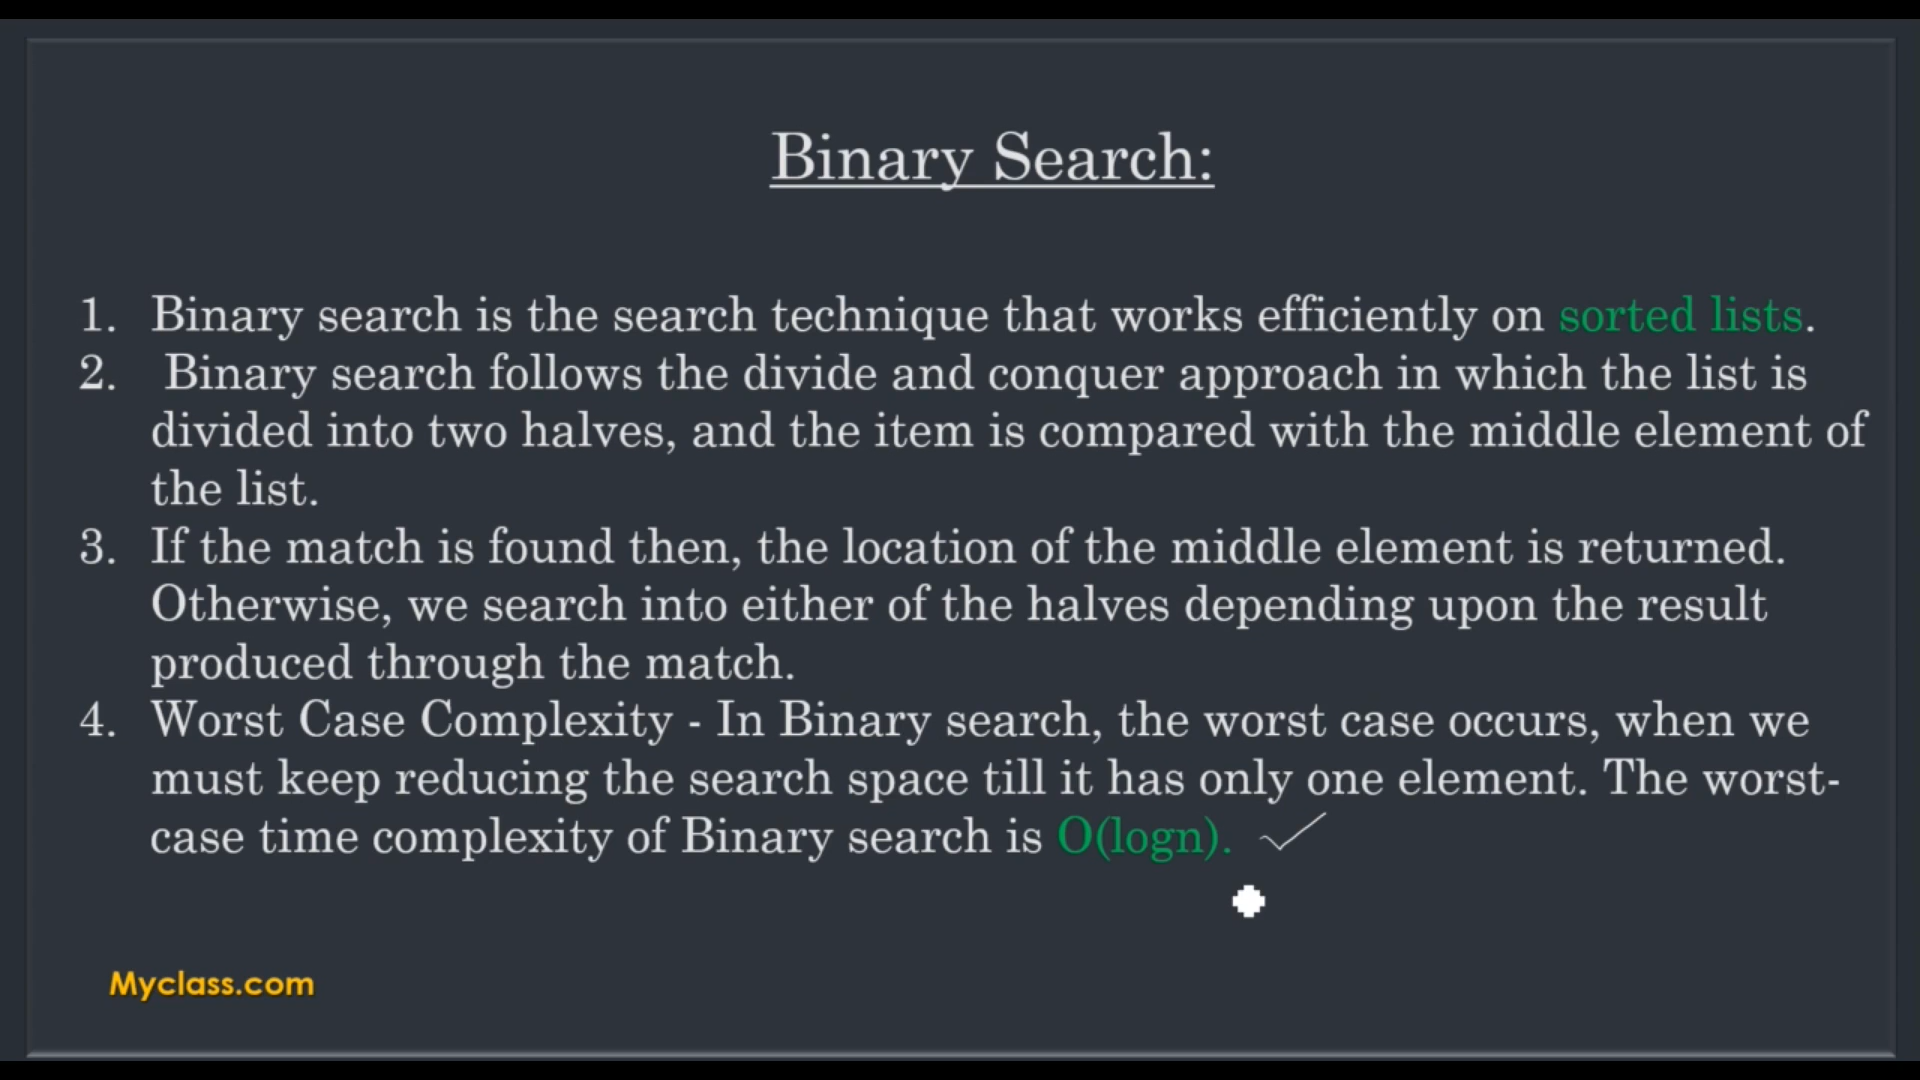 Binary Search:
1. Binary search is the search technique that works efficiently on sorted lists.
2. Binary search follows the divide and conquer approach in which the list is
divided into two halves, and the item is compared with the middle element of
the list.
3. If the match is found then, the location of the middle element is returned.
Otherwise, we search into either of the halves depending upon the result
produced through the match.
4. Worst Case Complexity - In Binary search, the worst case occurs, when we
must keep reducing the search space till it has only one element. The worst-
case time complexity of Binary search is O(logn).
Myclass.com